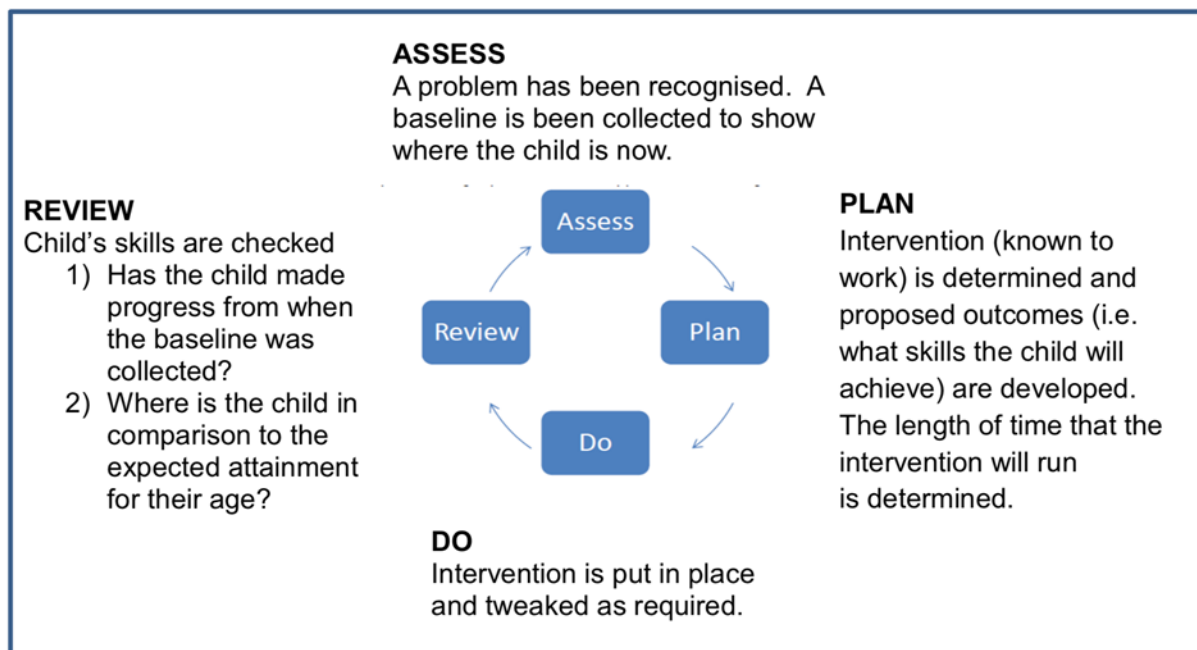 ASSESS
A problem has been recognised.  A
baseline is been collected to show
where the child is now.
REVIEW
Child’s skills are checked
1) Has the child made
progress from when
the baseline was
collected?
2) Where is the child in
comparison to the
expected attainment
for their age?
Assess
Review
Plan
Do
PLAN
Intervention (known to
work) is determined and
proposed outcomes (i.e.
what skills the child will
achieve) are developed.
The length of time that the
intervention will run
is determined.
DO
Intervention is put in place
and tweaked as required.